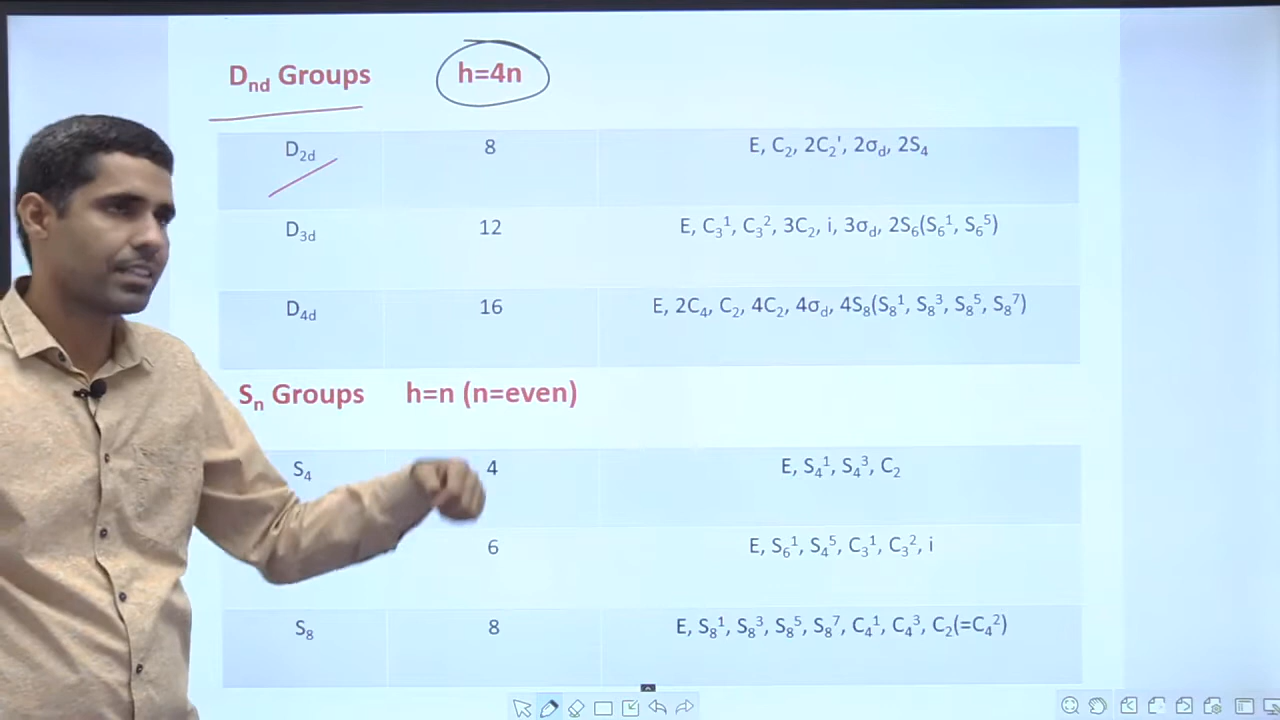 Dₙd Groups h=4n
D₂d 8 E, C₂, 2C₂', 2σd, 2S₄
D₃d 12 E, C₃¹, C₃², 3C₂, i, 3σd, 2S₆(S₆¹, S₆⁵)
D₄d 16 E, 2C₄, C₂, 4C₂, 4σd, 4S₈(S₈¹, S₈³, S₈⁵, S₈⁷)
Sₙ Groups h=n (n=even)
S₄ 4 E, S₄¹, S₄³, C₂
6 E, S₆¹, S₄⁵, C₃¹, C₃², i
S₈ 8 E, S₈¹, S₈³, S₈⁵, S₈⁷, C₄¹, C₄³, C₂(=C₄²)